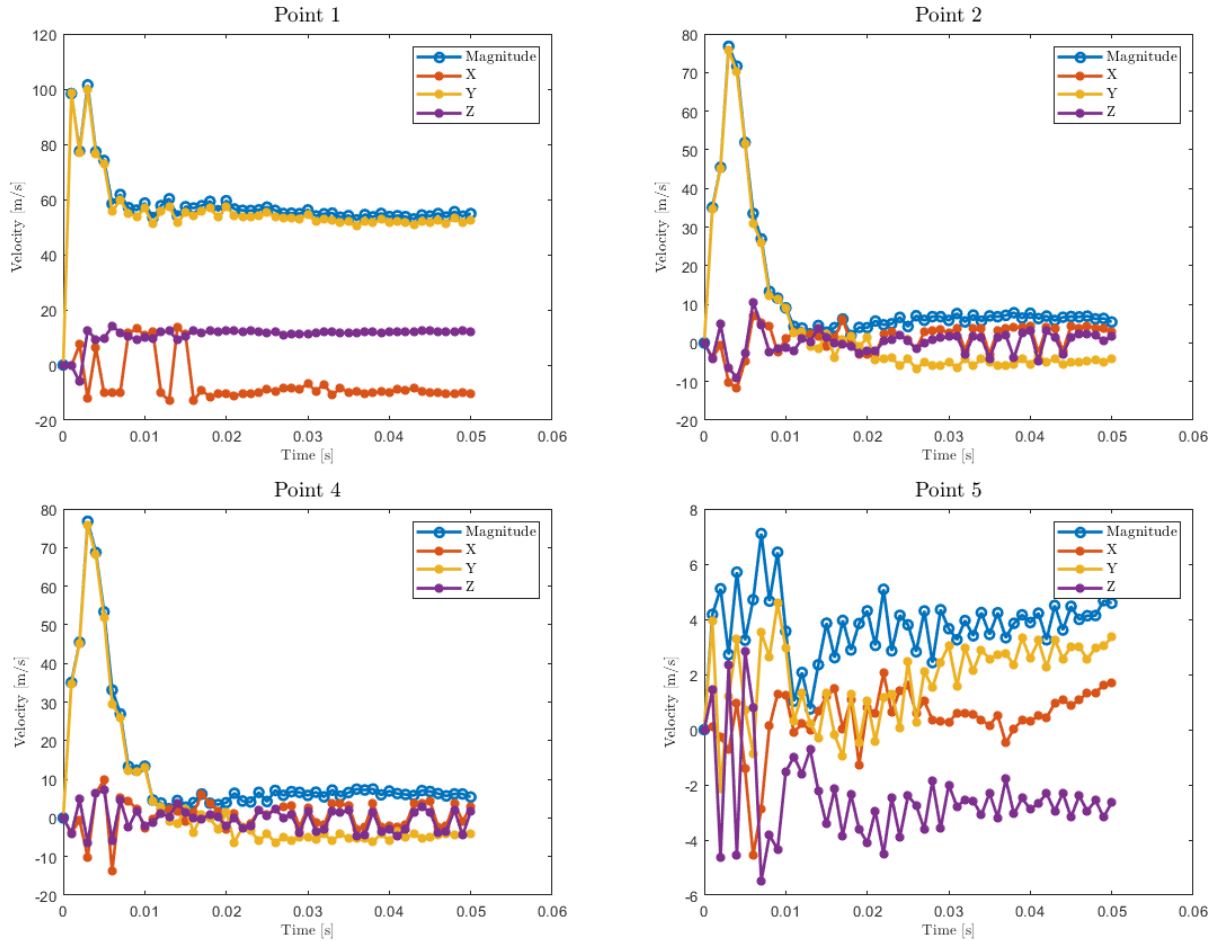 Point 1
120
100
80
60
40
20
0
-20
Velocity [m/s]
0 0.01 0.02 0.03 0.04 0.05 0.06
Time [s]
Magnitude
X
Y
Z
Point 2
80
70
60
50
40
30
20
10
0
-10
-20
Velocity [m/s]
0 0.01 0.02 0.03 0.04 0.05 0.06
Time [s]
Magnitude
X
Y
Z
Point 4
80
70
60
50
40
30
20
10
0
-10
-20
Velocity [m/s]
0 0.01 0.02 0.03 0.04 0.05 0.06
Time [s]
Magnitude
X
Y
Z
Point 5
8
6
4
2
0
-2
-4
-6
Velocity [m/s]
0 0.01 0.02 0.03 0.04 0.05 0.06
Time [s]
Magnitude
X
Y
Z